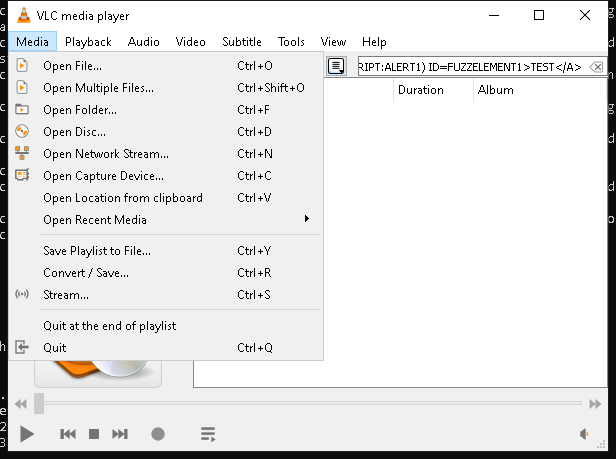 VLC media player
Media Playback Audio Video Subtitle Tools View Help
Open File... Ctrl+O
RIPT:ALERT1) ID=FUZZELEMENT1>TEST</A>
Open Multiple Files... Ctrl+Shift+O
Duration Album
Open Folder... Ctrl+F
Open Disc... Ctrl+D
Open Network Stream... Ctrl+N
Open Capture Device... Ctrl+C
Open Location from clipboard Ctrl+V
Open Recent Media
Save Playlist to File... Ctrl+Y
Convert / Save... Ctrl+R
Stream... Ctrl+S
Quit at the end of playlist
Quit Ctrl+Q